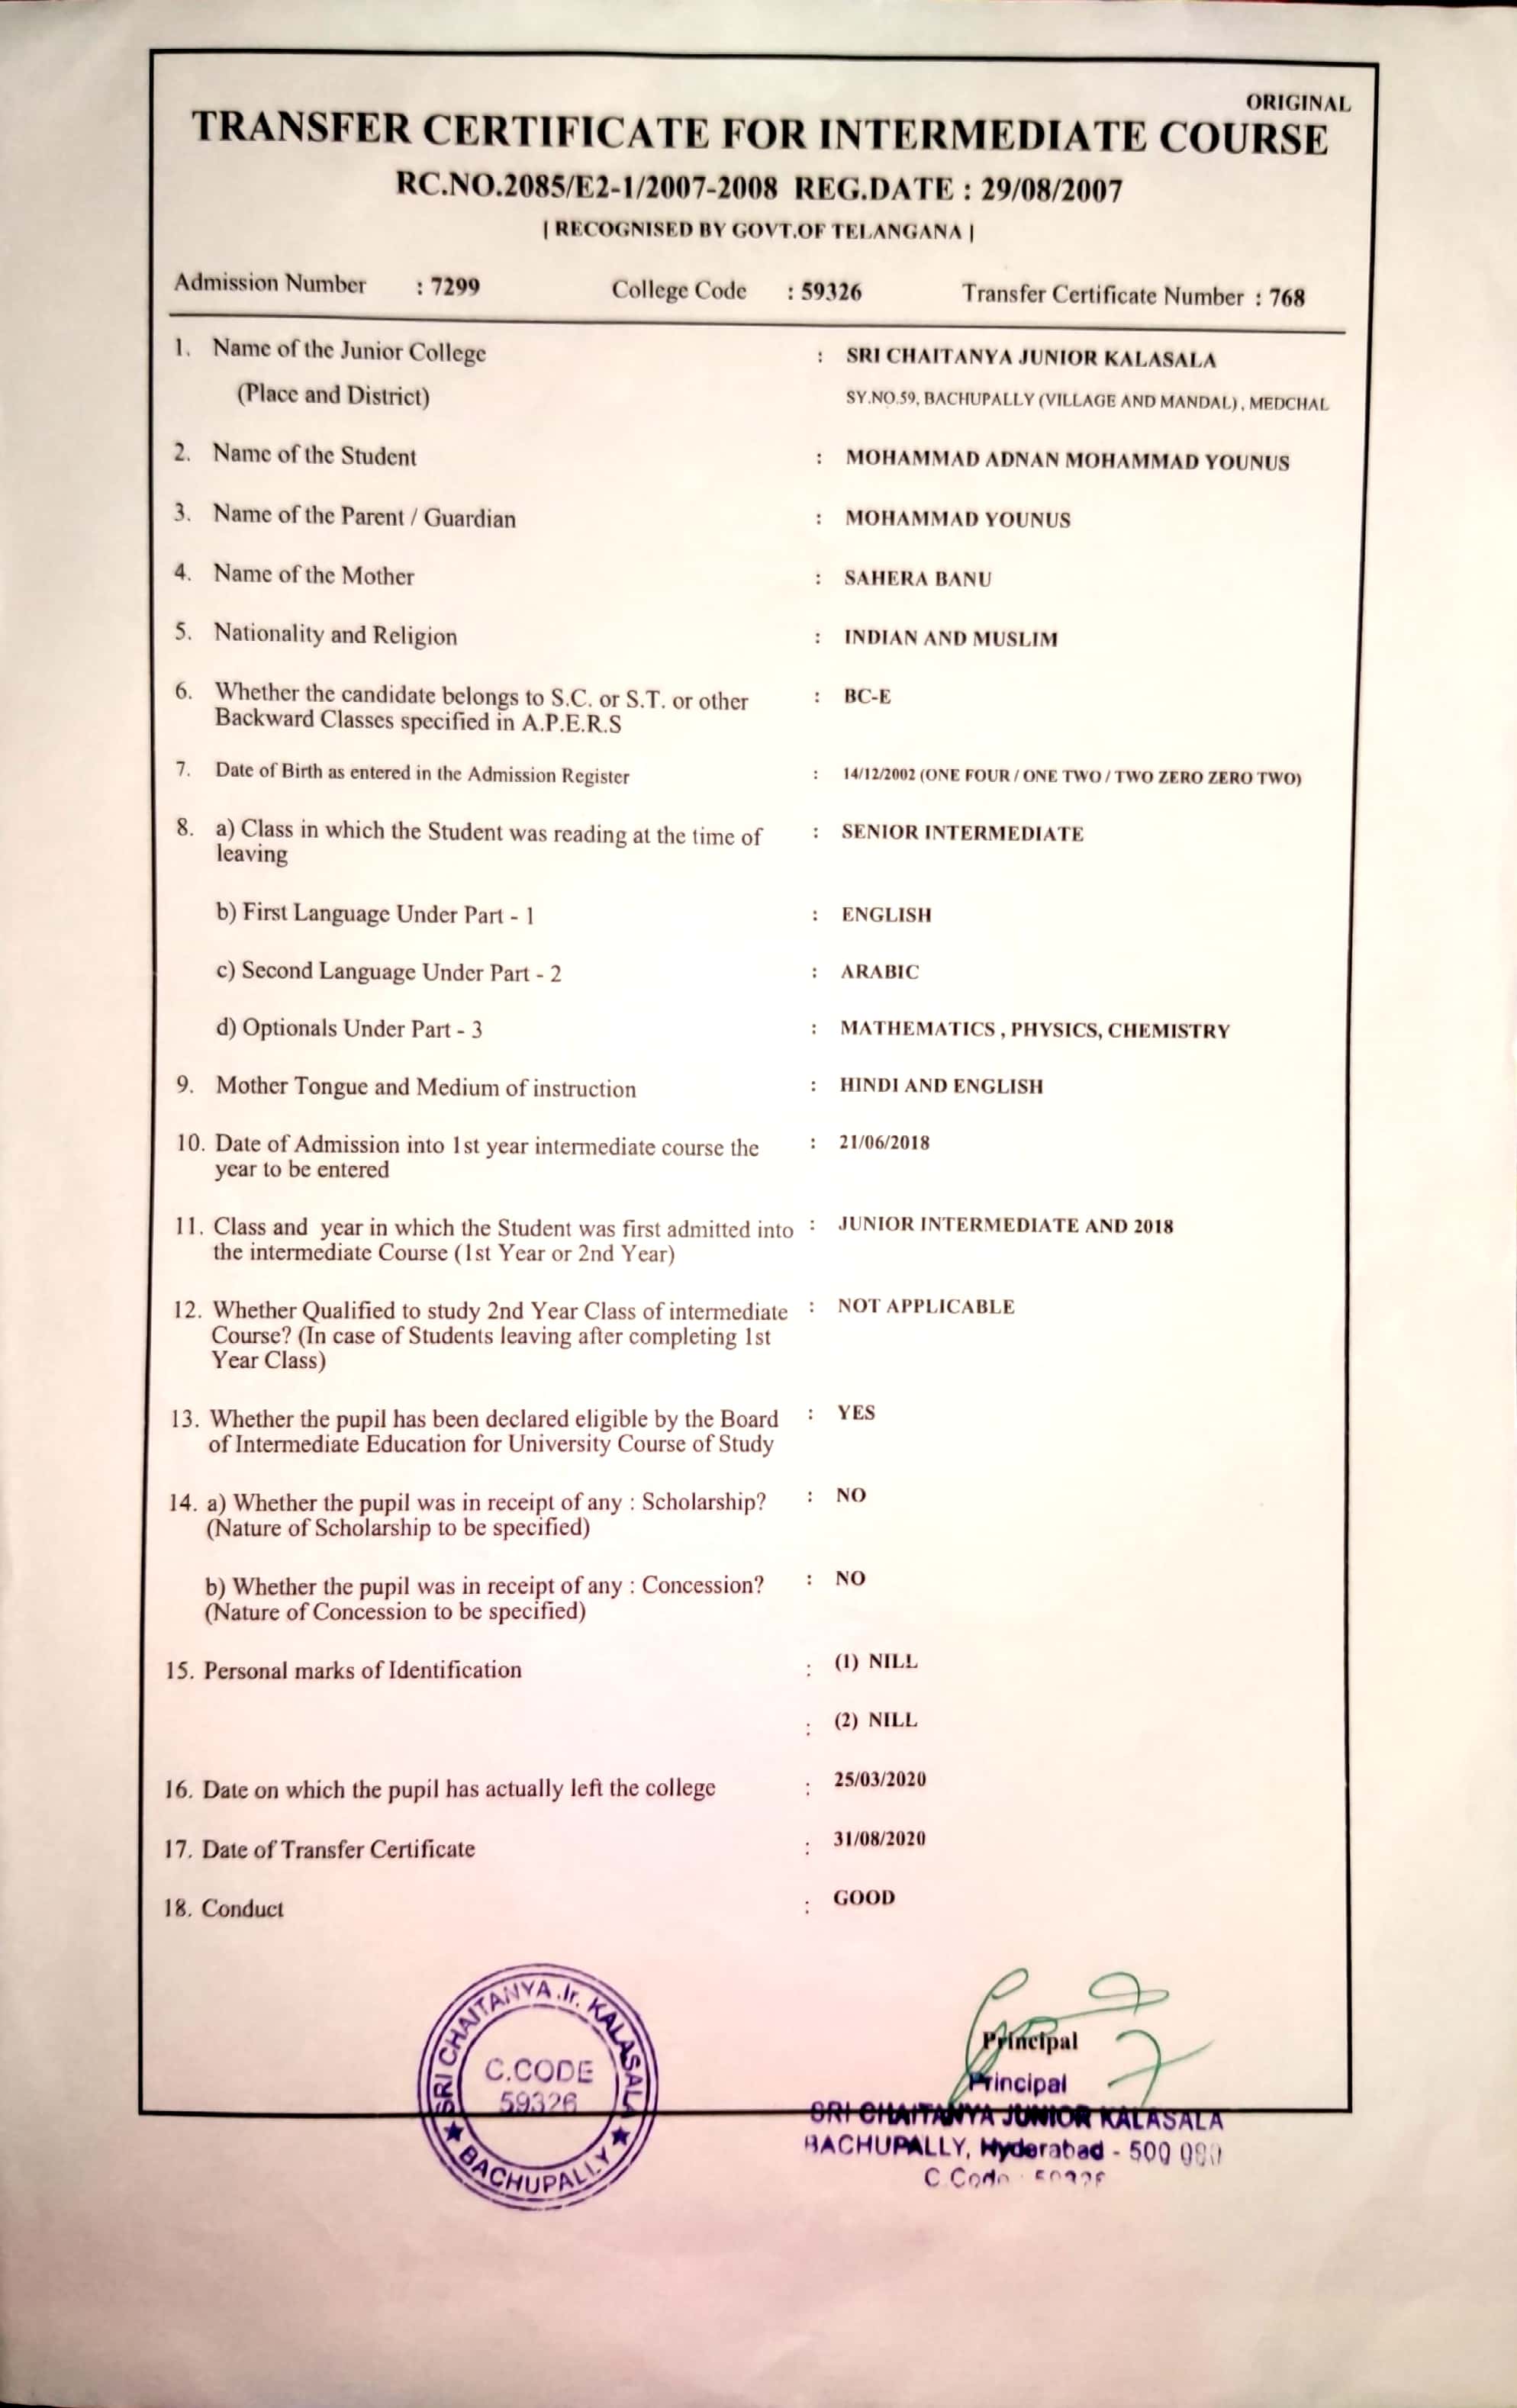 ORIGINAL
TRANSFER CERTIFICATE FOR INTERMEDIATE COURSE
RC.NO.2085/E2-1/2007-2008 REG.DATE : 29/08/2007
| RECOGNISED BY GOVT.OF TELANGANA |
Admission Number : 7299 College Code : 59326 Transfer Certificate Number : 768
1. Name of the Junior College : SRI CHAITANYA JUNIOR KALASALA
(Place and District) SY.NO.59, BACHUPALLY (VILLAGE AND MANDAL), MEDCHAL
2. Name of the Student : MOHAMMAD ADNAN MOHAMMAD YOUNUS
3. Name of the Parent / Guardian : MOHAMMAD YOUNUS
4. Name of the Mother : SAHERA BANU
5. Nationality and Religion : INDIAN AND MUSLIM
6. Whether the candidate belongs to S.C. or S.T. or other : BC-E
Backward Classes specified in A.P.E.R.S
7. Date of Birth as entered in the Admission Register : 14/12/2002 (ONE FOUR / ONE TWO / TWO ZERO ZERO TWO)
8. a) Class in which the Student was reading at the time of : SENIOR INTERMEDIATE
leaving
b) First Language Under Part - 1 : ENGLISH
c) Second Language Under Part - 2 : ARABIC
d) Optionals Under Part - 3 : MATHEMATICS , PHYSICS, CHEMISTRY
9. Mother Tongue and Medium of instruction : HINDI AND ENGLISH
10. Date of Admission into 1st year intermediate course the : 21/06/2018
year to be entered
11. Class and year in which the Student was first admitted into : JUNIOR INTERMEDIATE AND 2018
the intermediate Course (1st Year or 2nd Year)
12. Whether Qualified to study 2nd Year Class of intermediate : NOT APPLICABLE
Course? (In case of Students leaving after completing 1st
Year Class)
13. Whether the pupil has been declared eligible by the Board : YES
of Intermediate Education for University Course of Study
14. a) Whether the pupil was in receipt of any : Scholarship? : NO
(Nature of Scholarship to be specified)
b) Whether the pupil was in receipt of any : Concession? : NO
(Nature of Concession to be specified)
15. Personal marks of Identification : (1) NILL
: (2) NILL
16. Date on which the pupil has actually left the college : 25/03/2020
17. Date of Transfer Certificate : 31/08/2020
18. Conduct : GOOD
SRI CHAITANYA Jr. KALASALA
C.CODE
59326
★ BACHUPALLY ★
Principal
Principal
SRI CHAITANYA JUNIOR KALASALA
BACHUPALLY, Hyderabad - 500
C.Code :